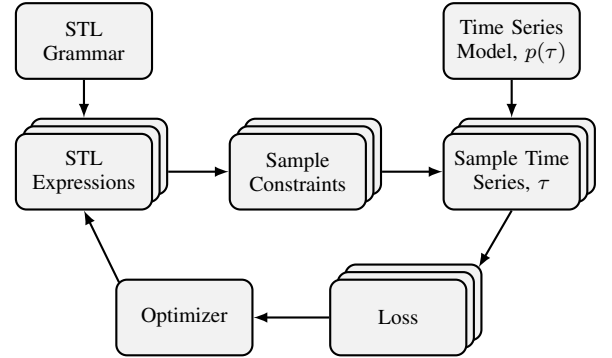 STL
Grammar
Time Series
Model, p(τ)
STL
Expressions
Sample
Constraints
Sample Time
Series, τ
Optimizer
Loss